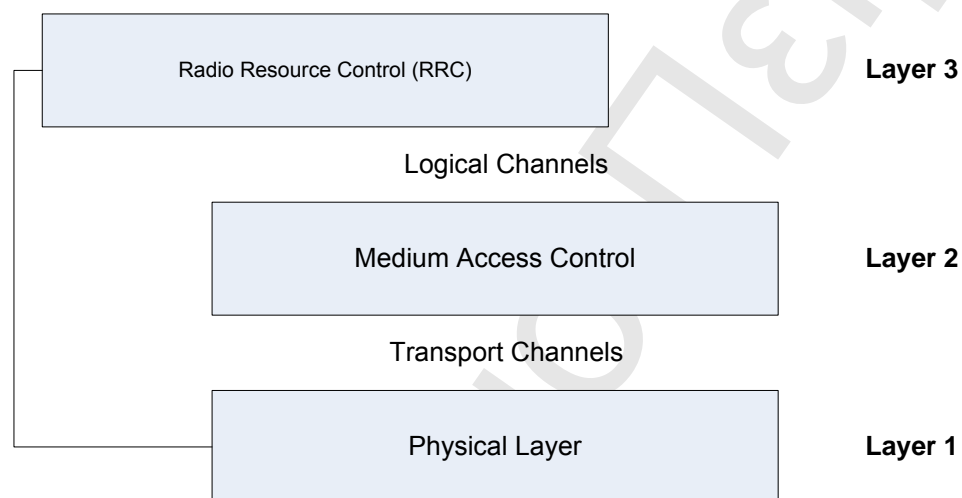 Radio Resource Control (RRC)
Layer 3
Logical Channels
Medium Access Control
Layer 2
Transport Channels
Physical Layer
Layer 1